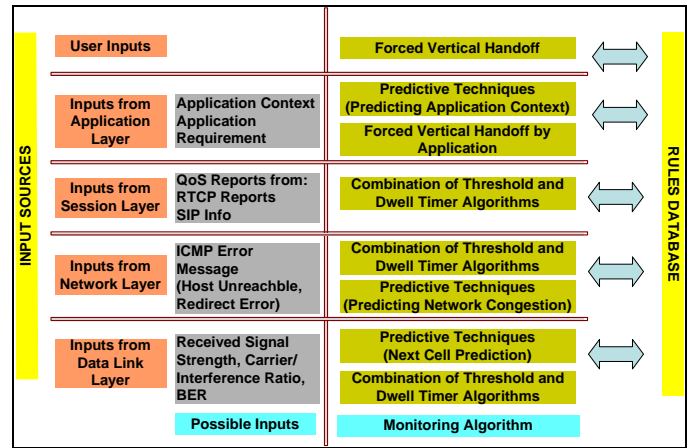 INPUT SOURCES
User Inputs
Forced Vertical Handoff
Inputs from
Application
Layer
Application Context
Application
Requirement
Predictive Techniques
(Predicting Application Context)
Forced Vertical Handoff by
Application
Inputs from
Session Layer
QoS Reports from:
RTCP Reports
SIP Info
Combination of Threshold and
Dwell Timer Algorithms
Inputs from
Network Layer
ICMP Error
Message
(Host Unreachble,
Redirect Error)
Combination of Threshold and
Dwell Timer Algorithms
Predictive Techniques
(Predicting Network Congestion)
Inputs from
Data Link
Layer
Received Signal
Strength, Carrier/
Interference Ratio,
BER
Predictive Techniques
(Next Cell Prediction)
Combination of Threshold and
Dwell Timer Algorithms
Possible Inputs
Monitoring Algorithm
RULES DATABASE